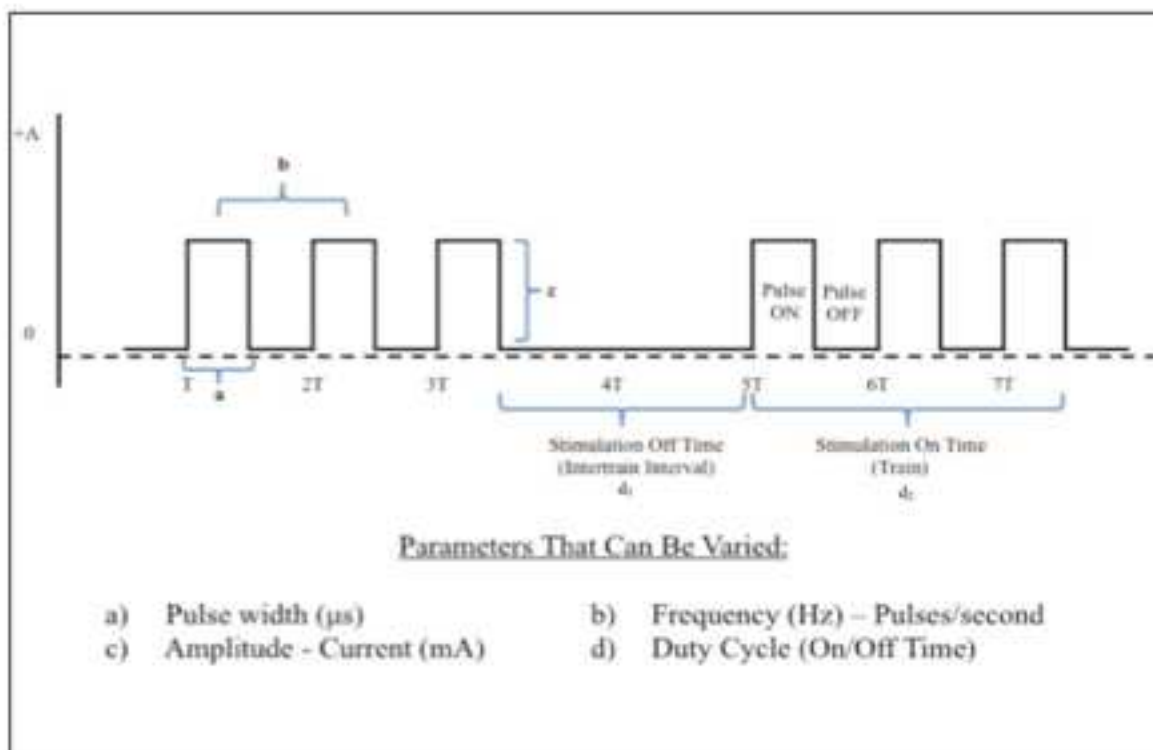 +A
b
Pulse ON
Pulse OFF
c
0
T
2T
3T
4T
5T
6T
7T
a
Stimulation Off Time
(Intertrain Interval)
d₁
Stimulation On Time
(Train)
d₂
Parameters That Can Be Varied:
a) Pulse width (μs)
b) Frequency (Hz) – Pulses/second
c) Amplitude - Current (mA)
d) Duty Cycle (On/Off Time)